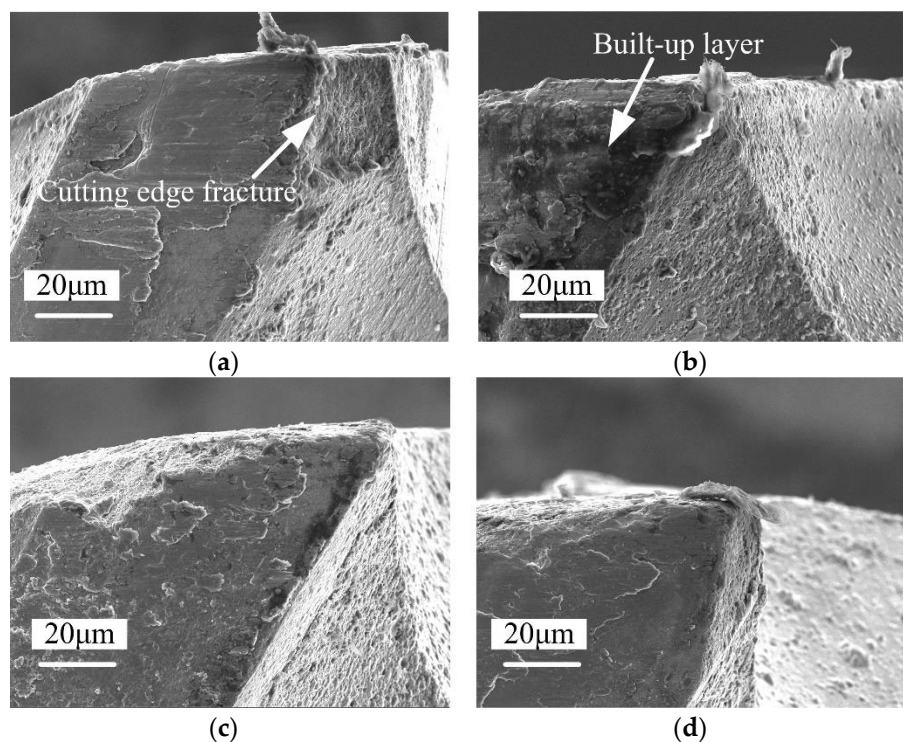 Cutting edge fracture
20μm
(a)
Built-up layer
20μm
(b)
20μm
(c)
20μm
(d)